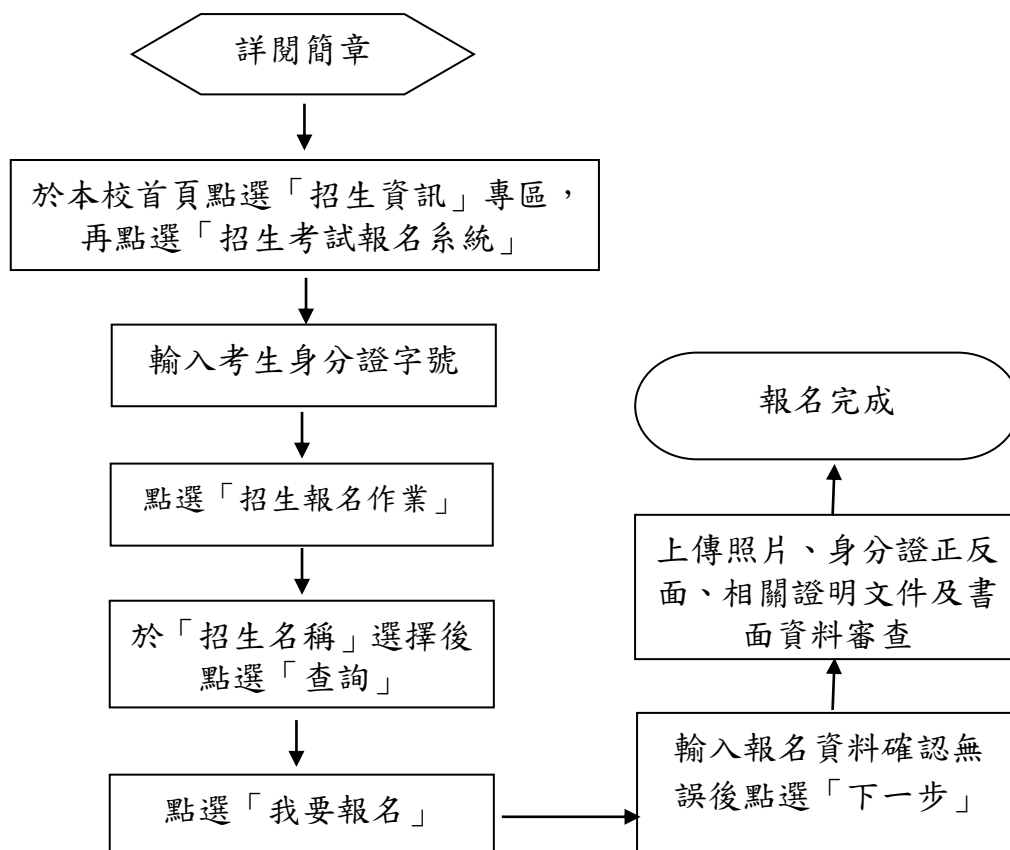 詳閱簡章
於本校首頁點選「招生資訊」專區，
再點選「招生考試報名系統」
輸入考生身分證字號
點選「招生報名作業」
於「招生名稱」選擇後
點選「查詢」
點選「我要報名」
輸入報名資料確認無
誤後點選「下一步」
上傳照片、身分證正反
面、相關證明文件及書
面資料審查
報名完成